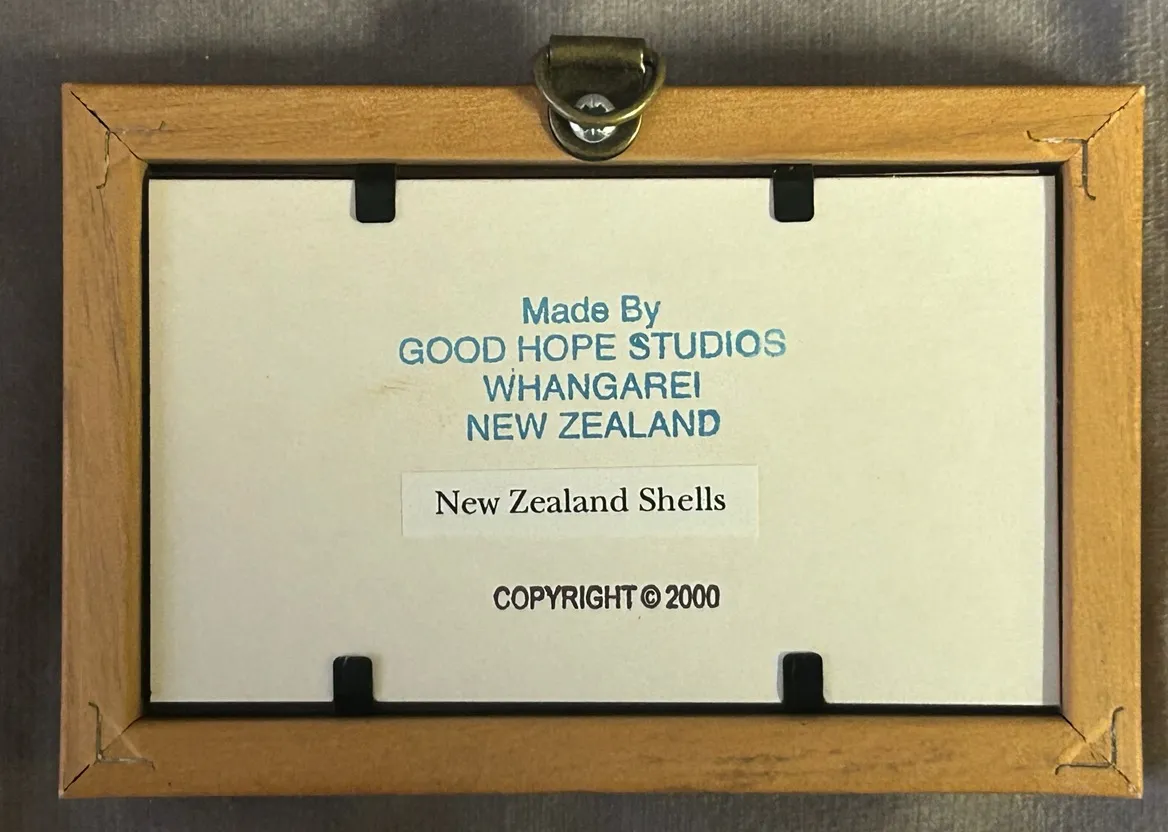 Made By
GOOD HOPE STUDIOS
WHANGAREI
NEW ZEALAND
New Zealand Shells
COPYRIGHT © 2000